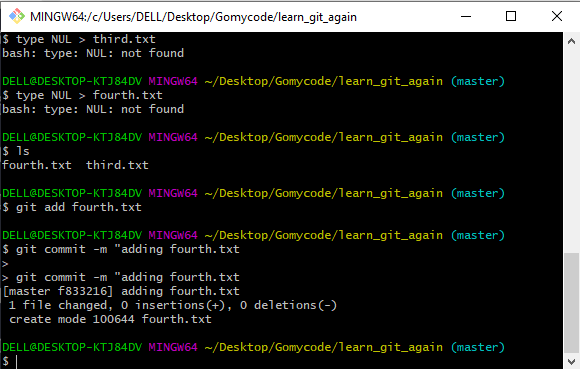 MINGW64:/c/Users/DELL/Desktop/Gomycode/learn_git_again
$ type NUL > third.txt
bash: type: NUL: not found
DELL@DESKTOP-KTJ84DV MINGW64 ~/Desktop/Gomycode/learn_git_again (master)
$ type NUL > fourth.txt
bash: type: NUL: not found
DELL@DESKTOP-KTJ84DV MINGW64 ~/Desktop/Gomycode/learn_git_again (master)
$ ls
fourth.txt  third.txt
DELL@DESKTOP-KTJ84DV MINGW64 ~/Desktop/Gomycode/learn_git_again (master)
$ git add fourth.txt
DELL@DESKTOP-KTJ84DV MINGW64 ~/Desktop/Gomycode/learn_git_again (master)
$ git commit -m "adding fourth.txt
>
> git commit -m "adding fourth.txt
[master f833216] adding fourth.txt
 1 file changed, 0 insertions(+), 0 deletions(-)
 create mode 100644 fourth.txt
DELL@DESKTOP-KTJ84DV MINGW64 ~/Desktop/Gomycode/learn_git_again (master)
$